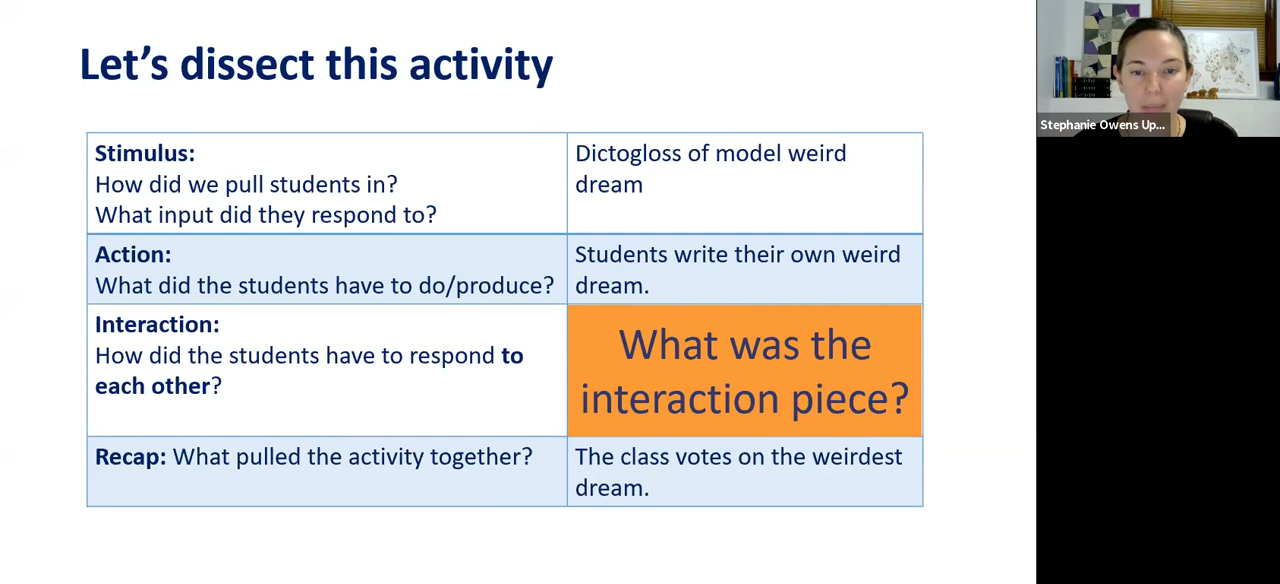 Let's dissect this activity
Stimulus:
How did we pull students in?
What input did they respond to?
Dictogloss of model weird
dream
Action:
What did the students have to do/produce?
Students write their own weird
dream.
Interaction:
How did the students have to respond to
each other?
What was the
interaction piece?
Recap: What pulled the activity together?
The class votes on the weirdest
dream.
Stephanie Owens Up...